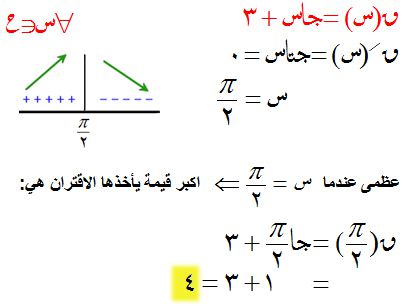 ق(س) = جاس + ٣    ∀س∈ح
قَ(س) = جتاس = ٠
س = π/٢
+ + + + + - - - - -
π/٢
عظمى عندما س = π/٢ ⇐ اكبر قيمة يأخذها الاقتران هي:
ق(π/٢) = جا π/٢ + ٣
= ١ + ٣ = ٤